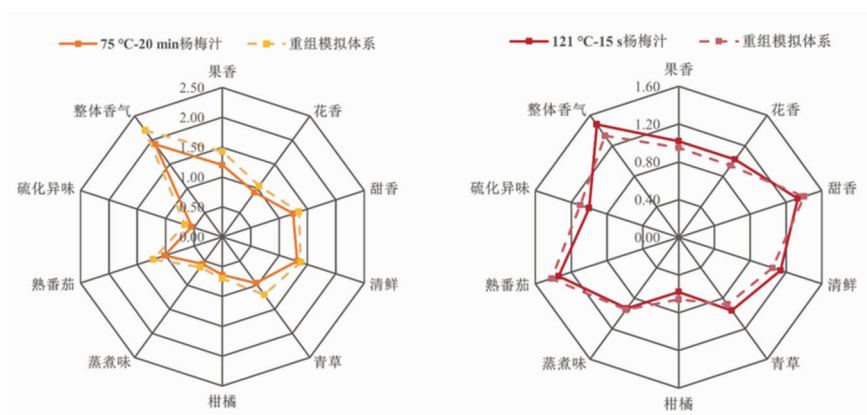 75 ℃-20 min杨梅汁 重组模拟体系
果香
2.50
整体香气
花香
2.00
1.50
硫化异味
1.00
甜香
0.50
0.00
熟番茄
清鲜
蒸煮味
青草
柑橘
121 ℃-15 s杨梅汁 重组模拟体系
果香
1.60
整体香气
花香
1.20
0.80
硫化异味
甜香
0.40
0.00
熟番茄
清鲜
蒸煮味
青草
柑橘